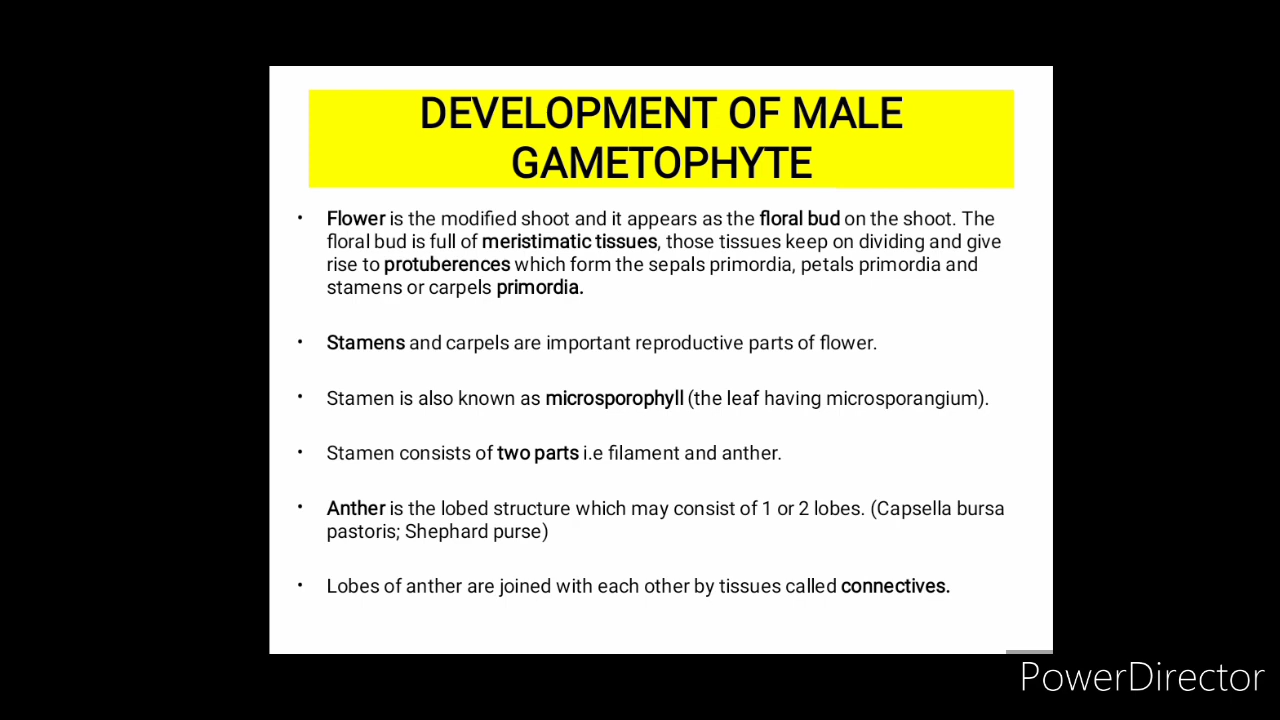 DEVELOPMENT OF MALE
GAMETOPHYTE
• Flower is the modified shoot and it appears as the floral bud on the shoot. The
floral bud is full of meristimatic tissues, those tissues keep on dividing and give
rise to protuberences which form the sepals primordia, petals primordia and
stamens or carpels primordia.
• Stamens and carpels are important reproductive parts of flower.
• Stamen is also known as microsporophyll (the leaf having microsporangium).
• Stamen consists of two parts i.e filament and anther.
• Anther is the lobed structure which may consist of 1 or 2 lobes. (Capsella bursa
pastoris; Shephard purse)
• Lobes of anther are joined with each other by tissues called connectives.
PowerDirector